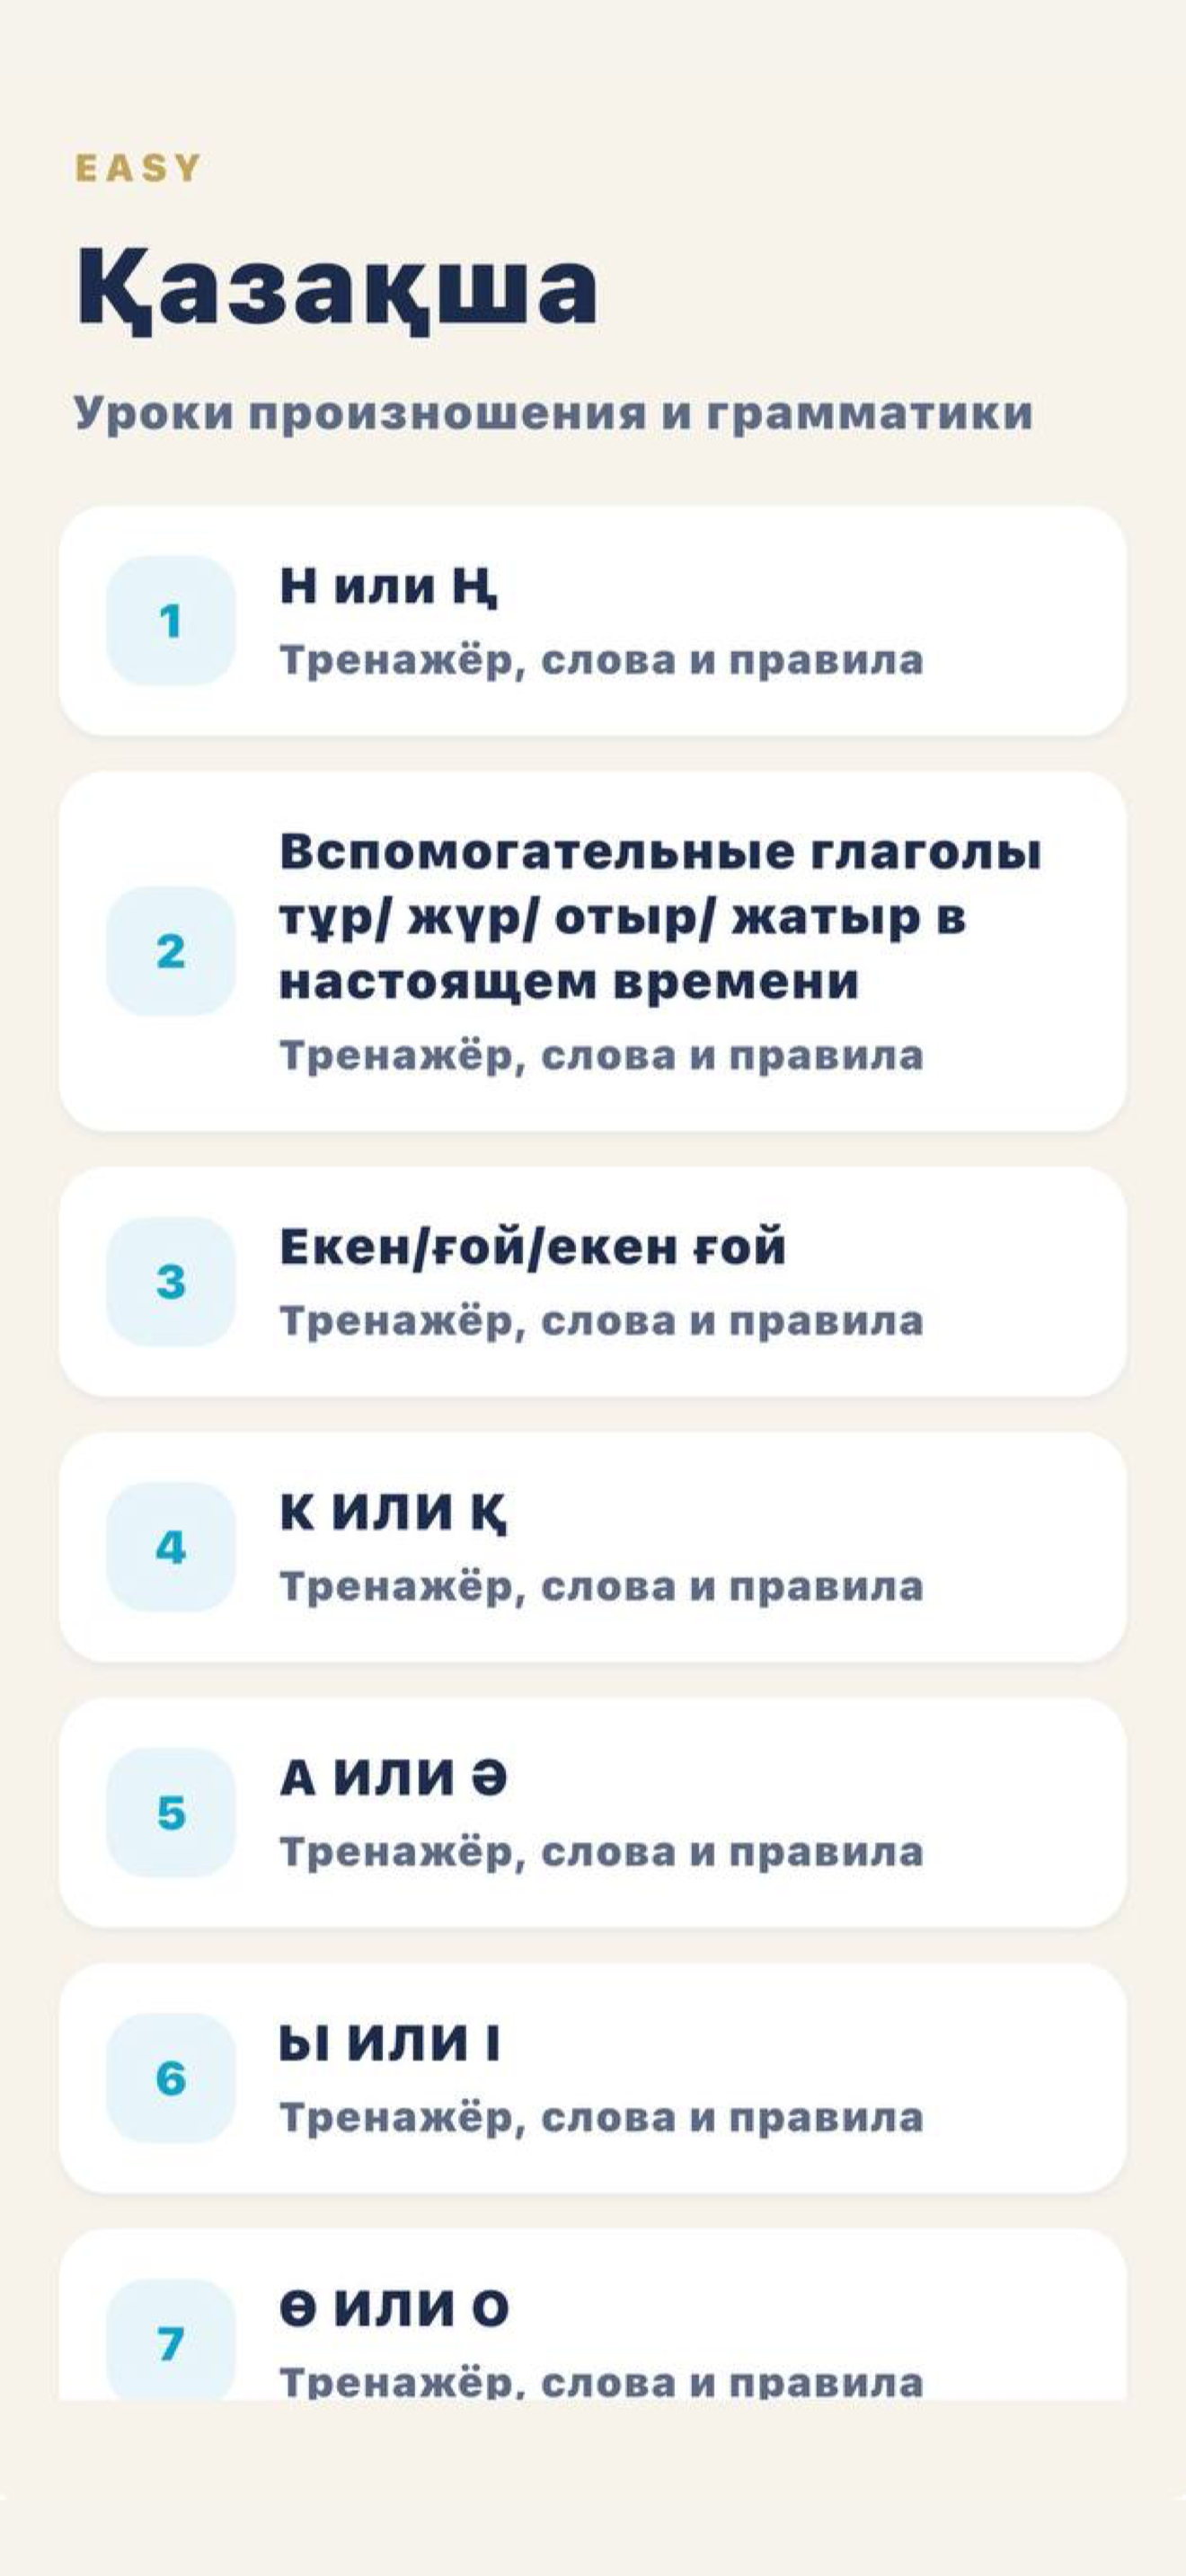 EASY
Қазақша
Уроки произношения и грамматики
1
Н или Ң
Тренажёр, слова и правила
2
Вспомогательные глаголы
тұр/ жүр/ отыр/ жатыр в
настоящем времени
Тренажёр, слова и правила
3
Екен/ғой/екен ғой
Тренажёр, слова и правила
4
К ИЛИ Қ
Тренажёр, слова и правила
5
А ИЛИ Ә
Тренажёр, слова и правила
6
Ы ИЛИ І
Тренажёр, слова и правила
7
Ө ИЛИ О
Тренажёр, слова и правила